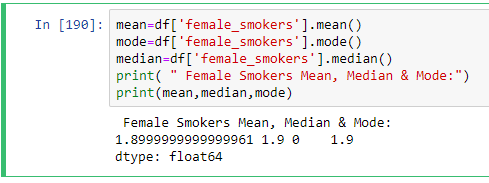 In [190]: mean=df['female_smokers'].mean()
mode=df['female_smokers'].mode()
median=df['female_smokers'].median()
print( " Female Smokers Mean, Median & Mode:")
print(mean,median,mode)
Female Smokers Mean, Median & Mode:
1.8999999999999961 1.9 0    1.9
dtype: float64